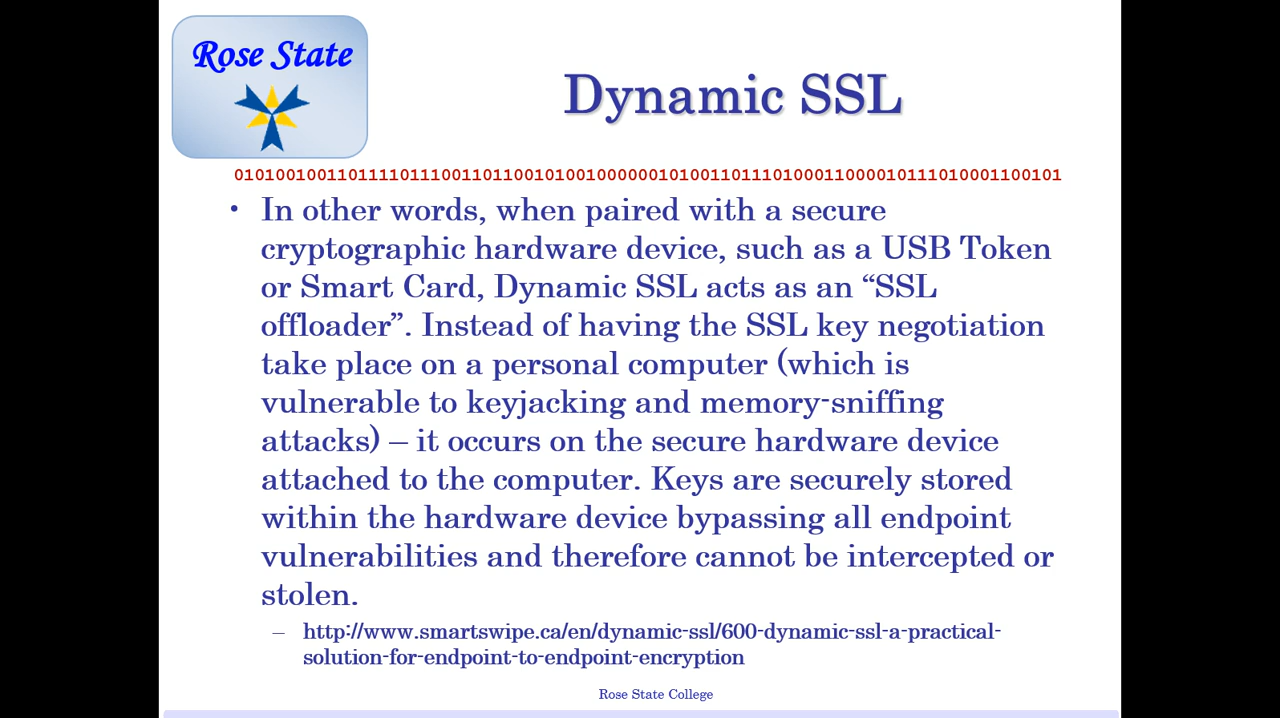 Rose State
Dynamic SSL
01010010011011110111001101100101001000000101001101110100011000010111010001100101
• In other words, when paired with a secure
cryptographic hardware device, such as a USB Token
or Smart Card, Dynamic SSL acts as an “SSL
offloader”. Instead of having the SSL key negotiation
take place on a personal computer (which is
vulnerable to keyjacking and memory-sniffing
attacks) – it occurs on the secure hardware device
attached to the computer. Keys are securely stored
within the hardware device bypassing all endpoint
vulnerabilities and therefore cannot be intercepted or
stolen.
– http://www.smartswipe.ca/en/dynamic-ssl/600-dynamic-ssl-a-practical-
solution-for-endpoint-to-endpoint-encryption
Rose State College